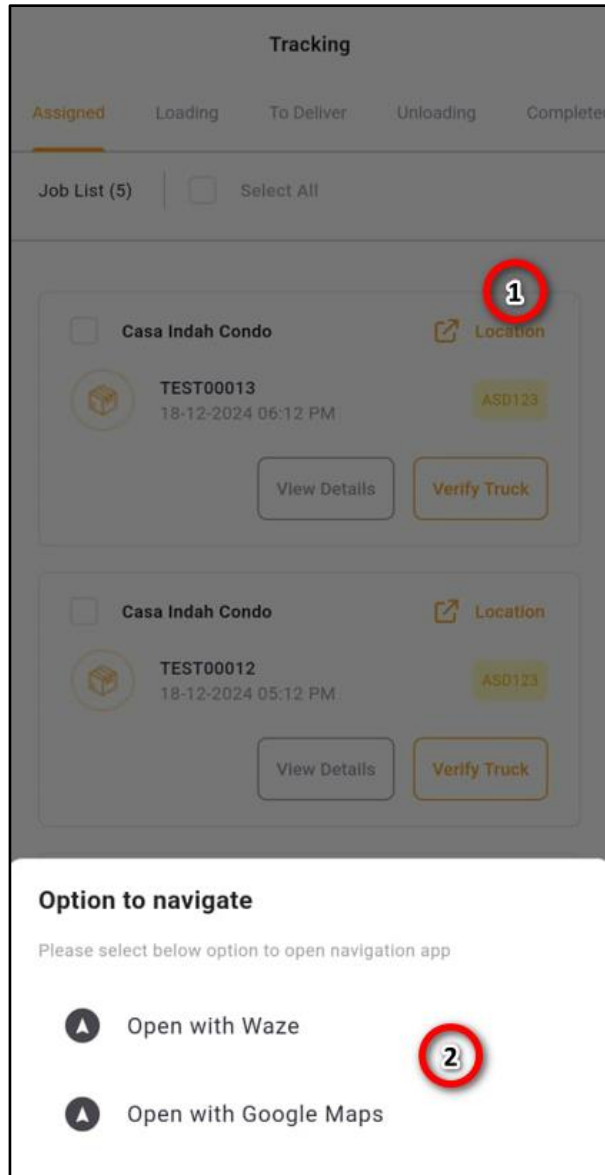 Tracking
Assigned Loading To Deliver Unloading Complete
Job List (5) Select All
1
Casa Indah Condo Location
TEST00013
18-12-2024 06:12 PM ASD123
View Details Verify Truck
Casa Indah Condo Location
TEST00012
18-12-2024 05:12 PM ASD123
View Details Verify Truck
Option to navigate
Please select below option to open navigation app
Open with Waze
2
Open with Google Maps